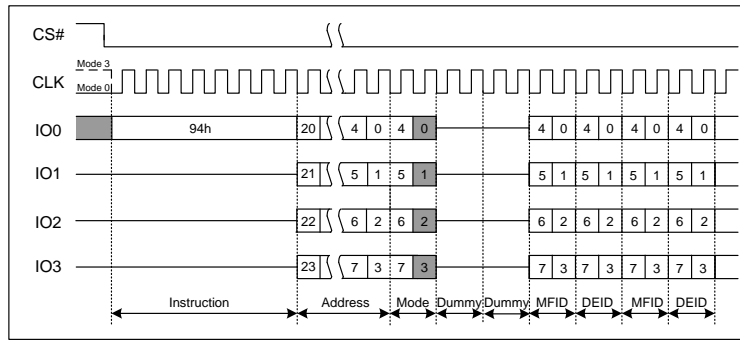 CS#
Mode 3
CLK
Mode 0
IO0 94h 20 4 0 4 0 4 0 4 0 4 0 4 0
IO1 21 5 1 5 1 5 1 5 1 5 1 5 1
IO2 22 6 2 6 2 6 2 6 2 6 2 6 2
IO3 23 7 3 7 3 7 3 7 3 7 3 7 3
Instruction Address Mode Dummy Dummy MFID DEID MFID DEID